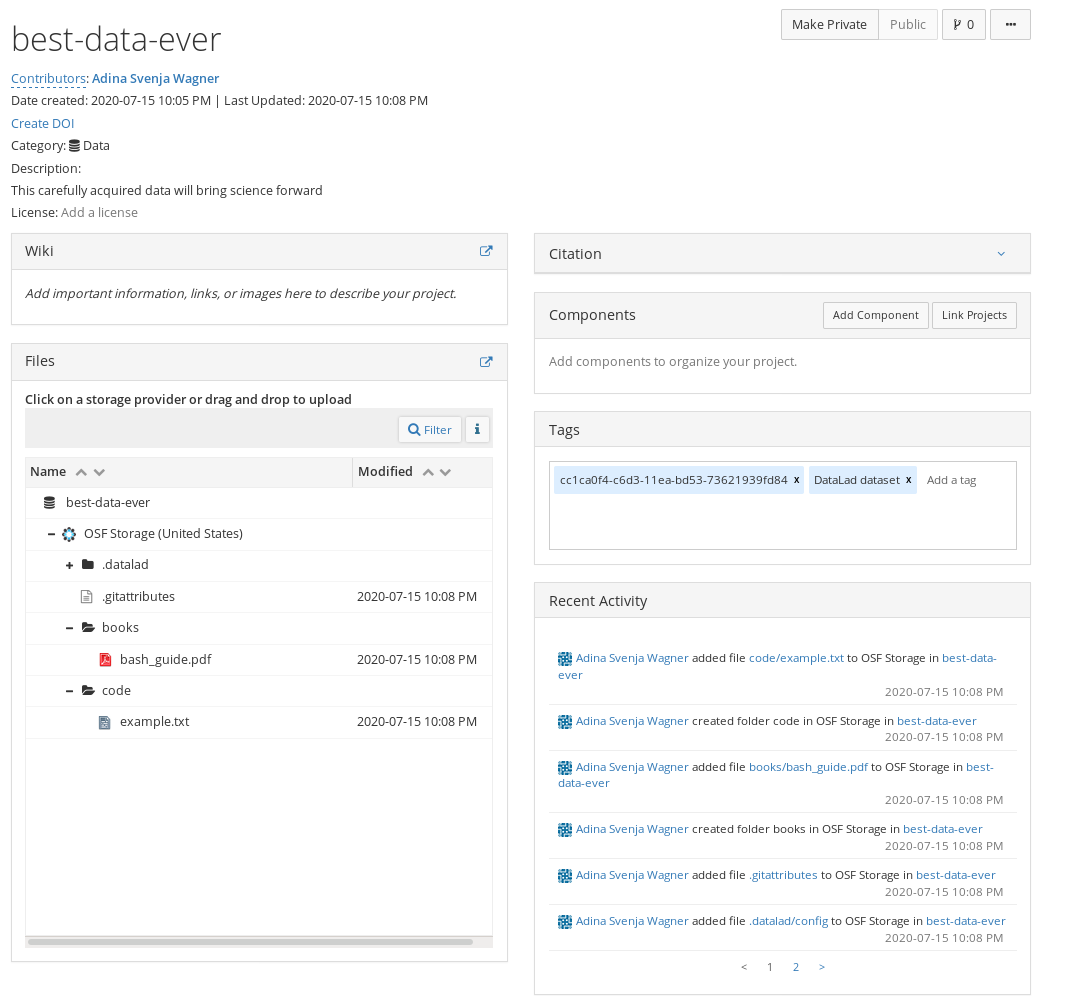 best-data-ever
Make Private Public 0 ...
Contributors: Adina Svenja Wagner
Date created: 2020-07-15 10:05 PM | Last Updated: 2020-07-15 10:08 PM
Create DOI
Category: Data
Description:
This carefully acquired data will bring science forward
License: Add a license
Wiki
Add important information, links, or images here to describe your project.
Files
Click on a storage provider or drag and drop to upload
Filter i
Name Modified
best-data-ever
OSF Storage (United States)
.datalad
.gitattributes 2020-07-15 10:08 PM
books
bash_guide.pdf 2020-07-15 10:08 PM
code
example.txt 2020-07-15 10:08 PM
Citation
Components Add Component Link Projects
Add components to organize your project.
Tags
cc1ca0f4-c6d3-11ea-bd53-73621939fd84 x DataLad dataset x Add a tag
Recent Activity
Adina Svenja Wagner added file code/example.txt to OSF Storage in best-data-
ever
2020-07-15 10:08 PM
Adina Svenja Wagner created folder code in OSF Storage in best-data-ever
2020-07-15 10:08 PM
Adina Svenja Wagner added file books/bash_guide.pdf to OSF Storage in best-
data-ever
2020-07-15 10:08 PM
Adina Svenja Wagner created folder books in OSF Storage in best-data-ever
2020-07-15 10:08 PM
Adina Svenja Wagner added file .gitattributes to OSF Storage in best-data-ever
2020-07-15 10:08 PM
Adina Svenja Wagner added file .datalad/config to OSF Storage in best-data-ever
2020-07-15 10:08 PM
< 1 2 >